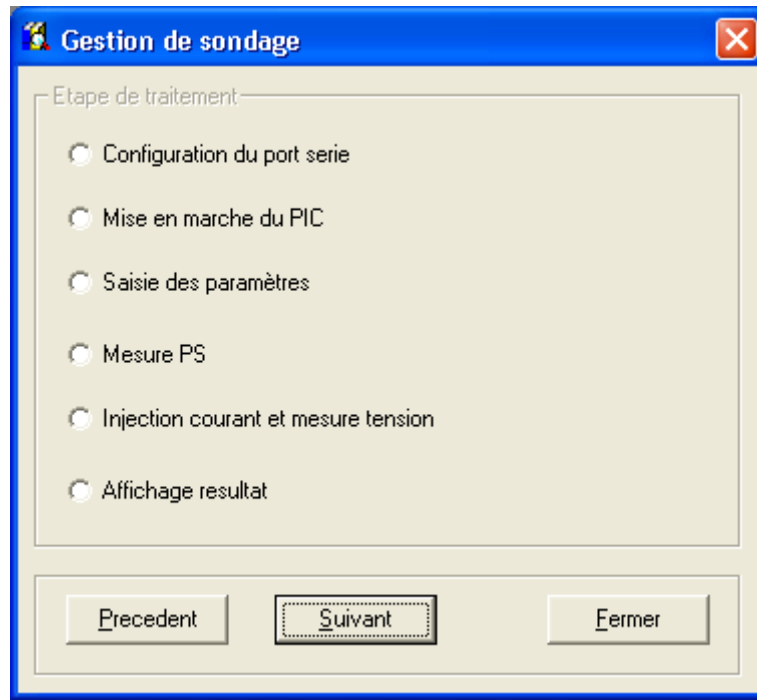 Gestion de sondage
Etape de traitement
Configuration du port serie
Mise en marche du PIC
Saisie des paramètres
Mesure PS
Injection courant et mesure tension
Affichage resultat
Precedent Suivant Fermer